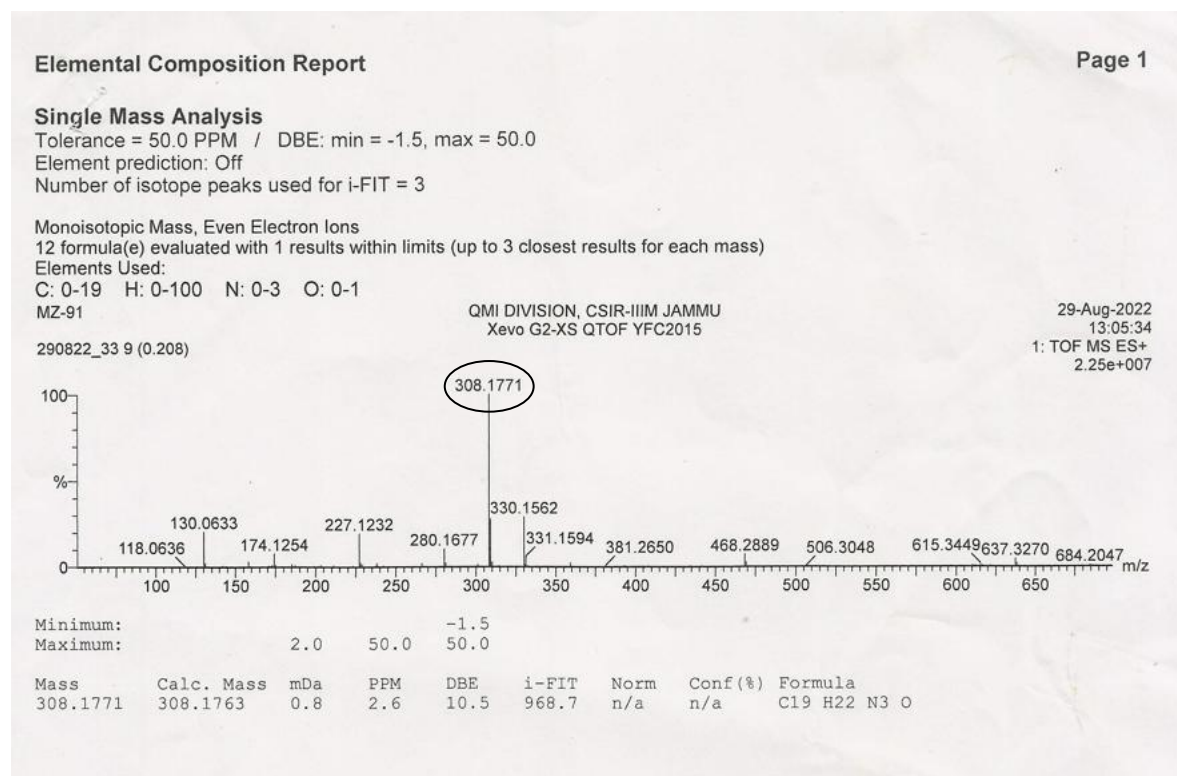 Elemental Composition Report
Page 1
Single Mass Analysis
Tolerance = 50.0 PPM / DBE: min = -1.5, max = 50.0
Element prediction: Off
Number of isotope peaks used for i-FIT = 3
Monoisotopic Mass, Even Electron Ions
12 formula(e) evaluated with 1 results within limits (up to 3 closest results for each mass)
Elements Used:
C: 0-19 H: 0-100 N: 0-3 O: 0-1
MZ-91
QMI DIVISION, CSIR-IIIM JAMMU
29-Aug-2022
Xevo G2-XS QTOF YFC2015
13:05:34
290822_33 9 (0.208)
1: TOF MS ES+
2.25e+007
308.1771
100
%
0
118.0636
130.0633
174.1254
227.1232
280.1677
330.1562
331.1594
381.2650
468.2889
506.3048
615.3449
637.3270
684.2047
m/z
100 150 200 250 300 350 400 450 500 550 600 650
Minimum: -1.5
Maximum: 2.0 50.0 50.0
Mass Calc. Mass mDa PPM DBE i-FIT Norm Conf(%) Formula
308.1771 308.1763 0.8 2.6 10.5 968.7 n/a n/a C19 H22 N3 O